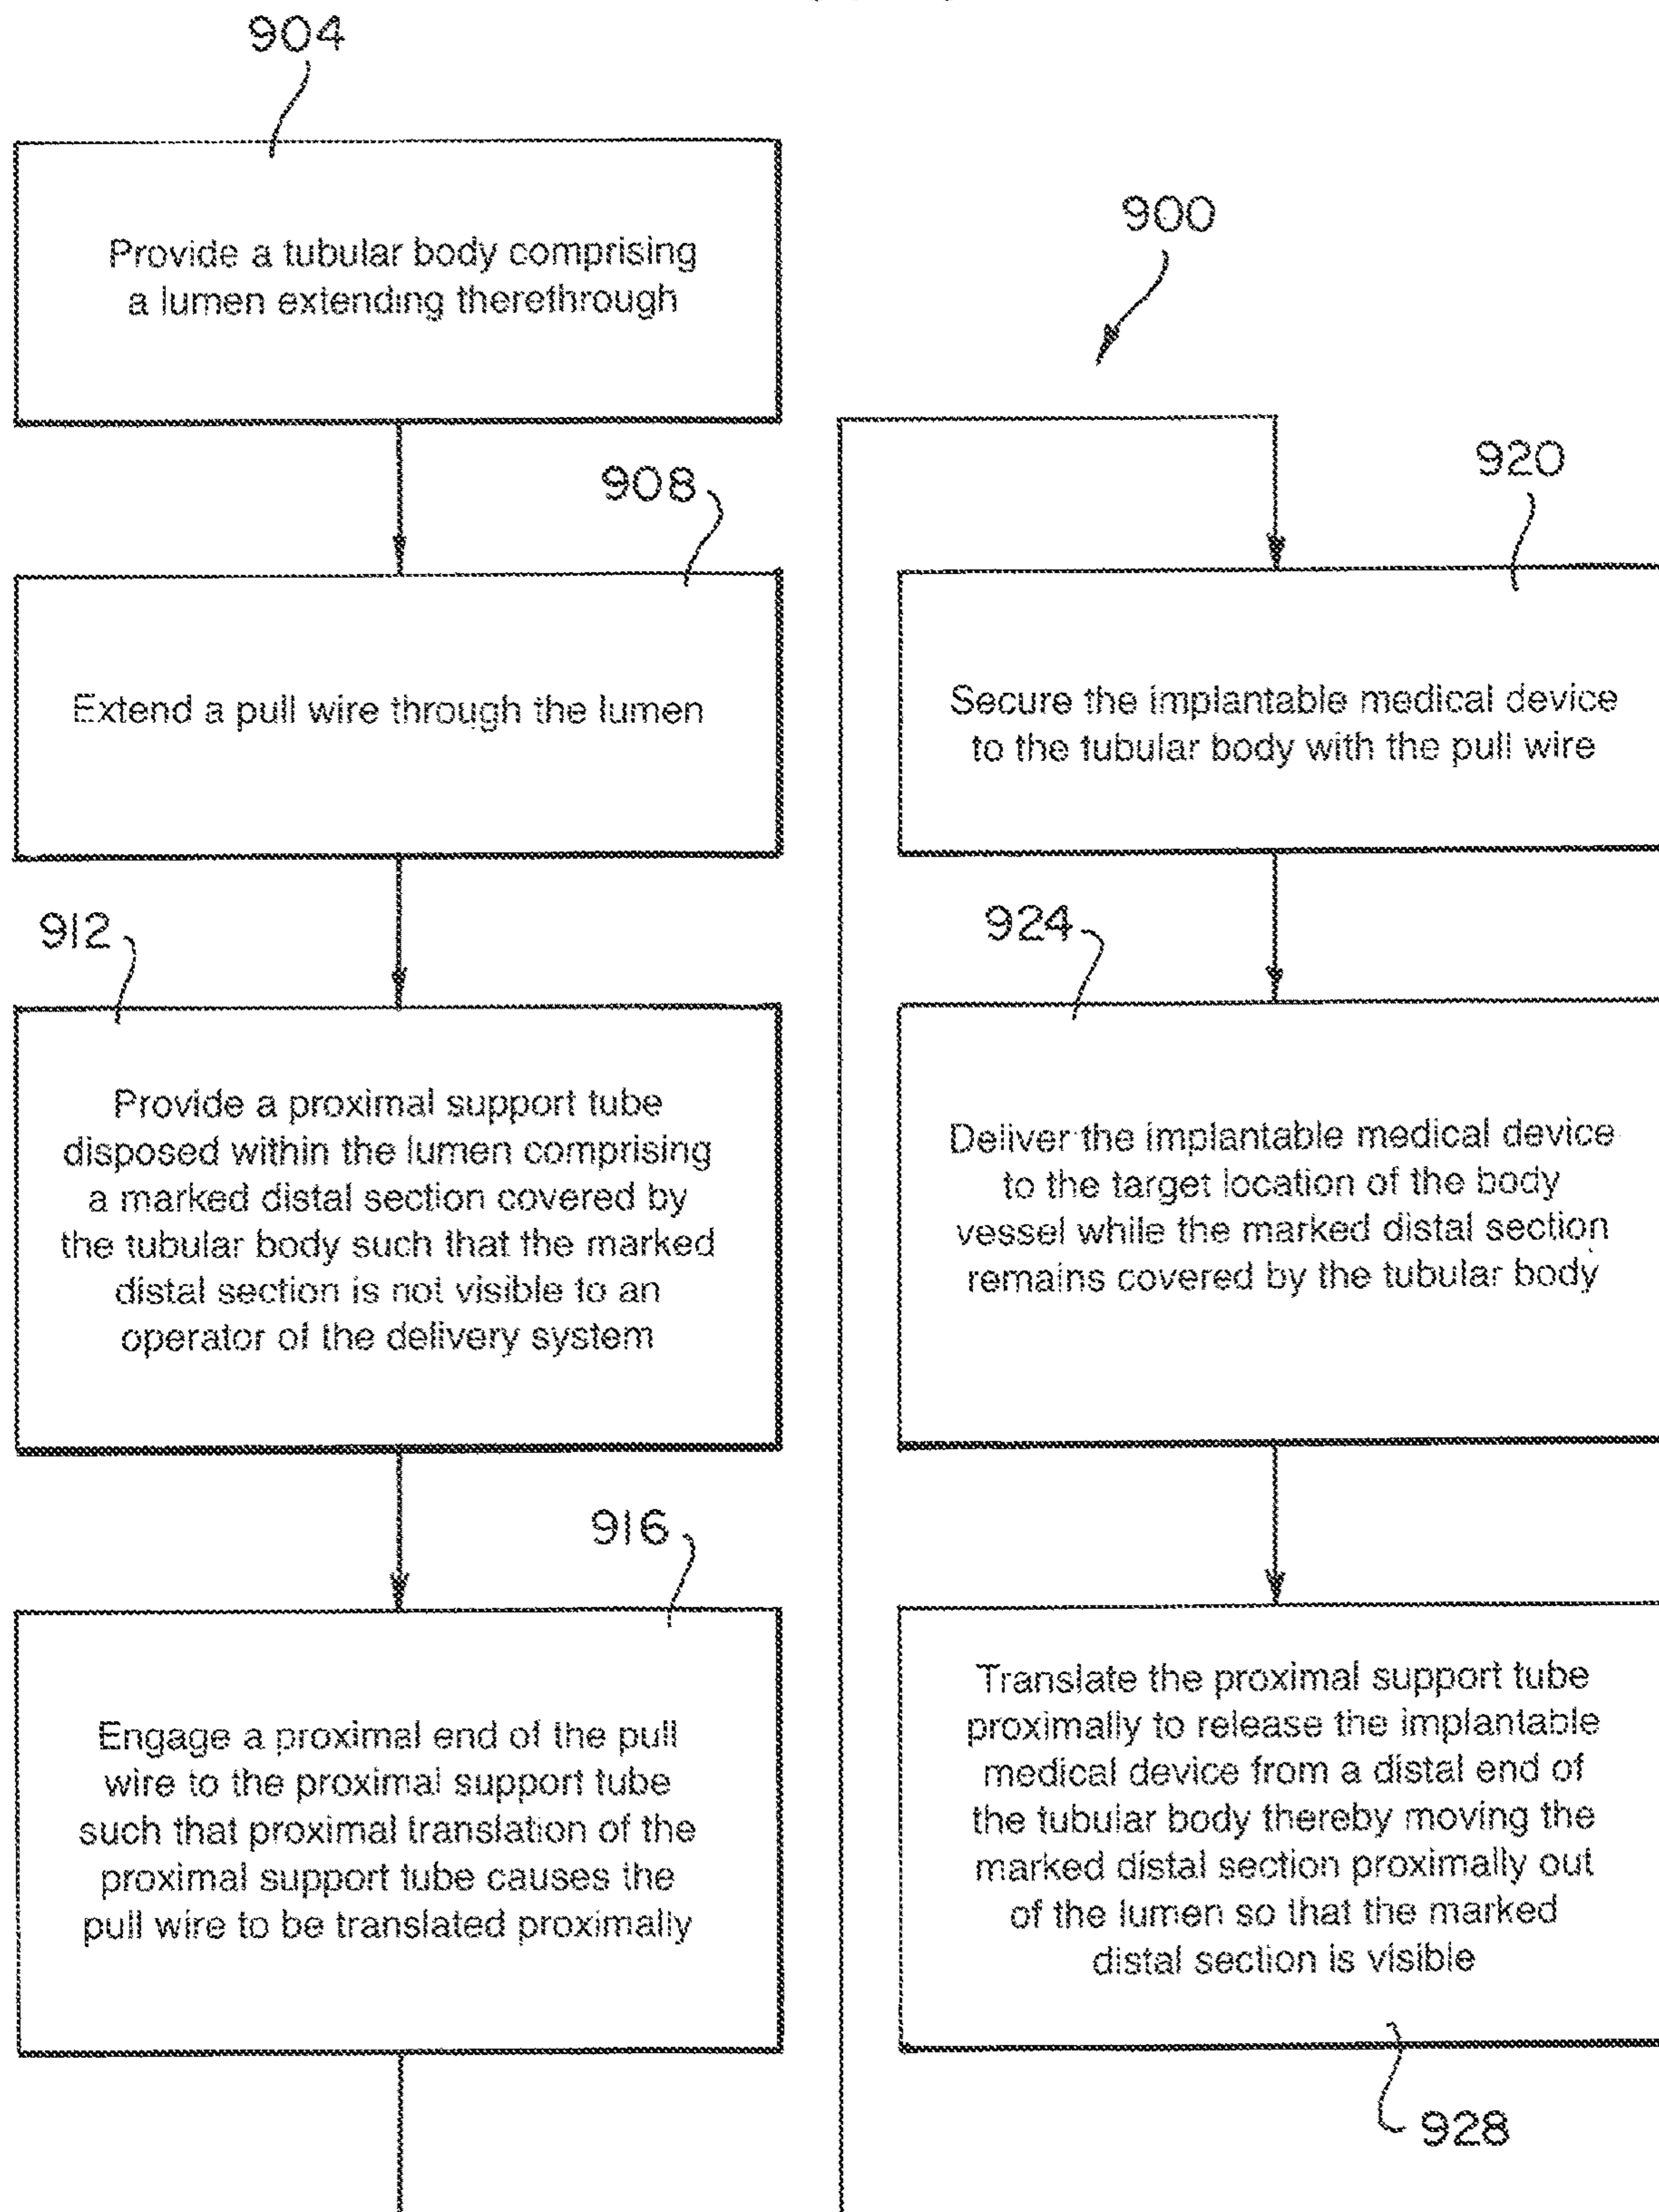 904
Provide a tubular body comprising
a lumen extending therethrough
908
Extend a pull wire through the lumen
912
Provide a proximal support tube
disposed within the lumen comprising
a marked distal section covered by
the tubular body such that the marked
distal section is not visible to an
operator of the delivery system
916
Engage a proximal end of the pull
wire to the proximal support tube
such that proximal translation of the
proximal support tube causes the
pull wire to be translated proximally
900
920
Secure the implantable medical device
to the tubular body with the pull wire
924
Deliver the implantable medical device
to the target location of the body
vessel while the marked distal section
remains covered by the tubular body
Translate the proximal support tube
proximally to release the implantable
medical device from a distal end of
the tubular body thereby moving the
marked distal section proximally out
of the lumen so that the marked
distal section is visible
928